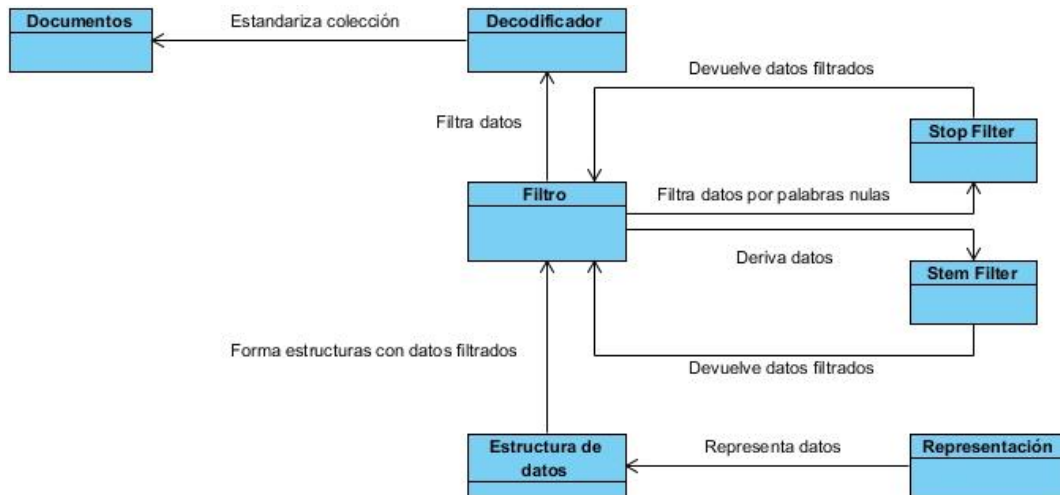 Documentos
Estandariza colección
Decodificador
Devuelve datos filtrados
Filtra datos
Stop Filter
Filtro
Filtra datos por palabras nulas
Deriva datos
Stem Filter
Forma estructuras con datos filtrados
Devuelve datos filtrados
Estructura de
datos
Representa datos
Representación